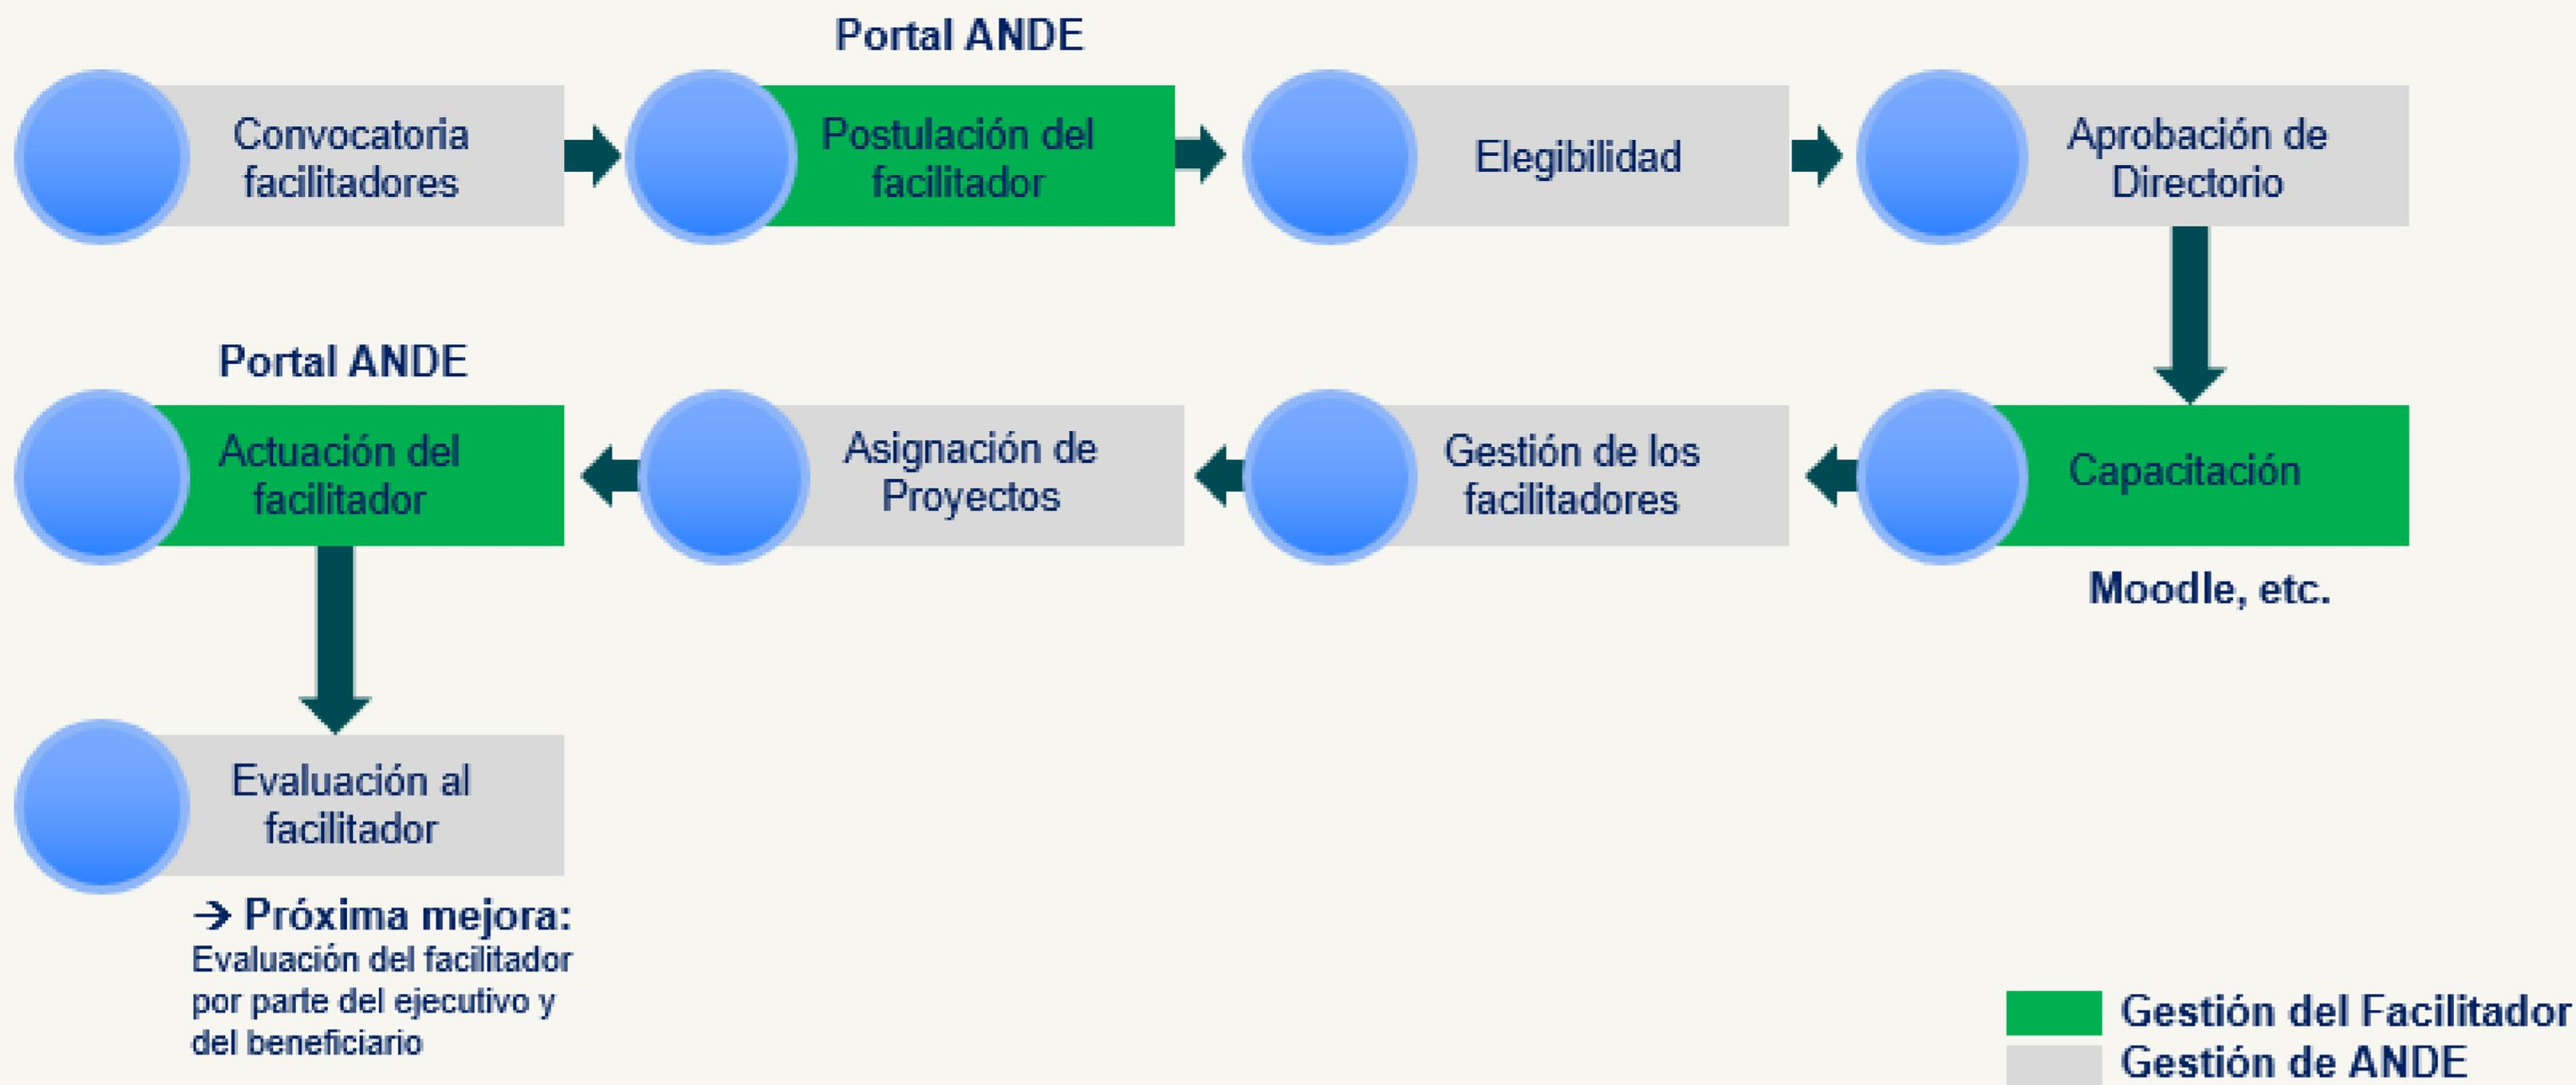 Portal ANDE
Convocatoria
facilitadores
Postulación del
facilitador
Elegibilidad
Aprobación de
Directorio
Portal ANDE
Actuación del
facilitador
Asignación de
Proyectos
Gestión de los
facilitadores
Capacitación
Moodle, etc.
Evaluación al
facilitador
→ Próxima mejora:
Evaluación del facilitador
por parte del ejecutivo y
del beneficiario
Gestión del Facilitador
Gestión de ANDE